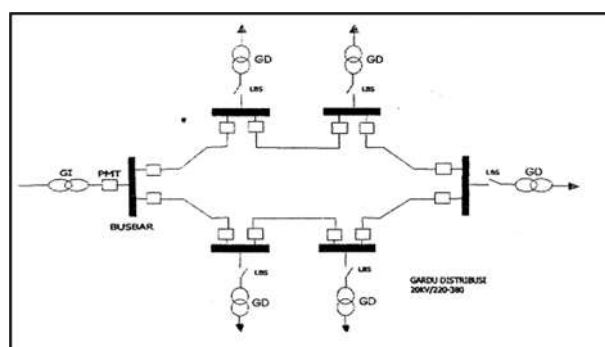 GD
GD
LBS
LBS
GI
PMT
LBS
GD
BUSBAR
LBS
LBS
GARDU DISTRIBUSI
20KV/220-380
GD
GD